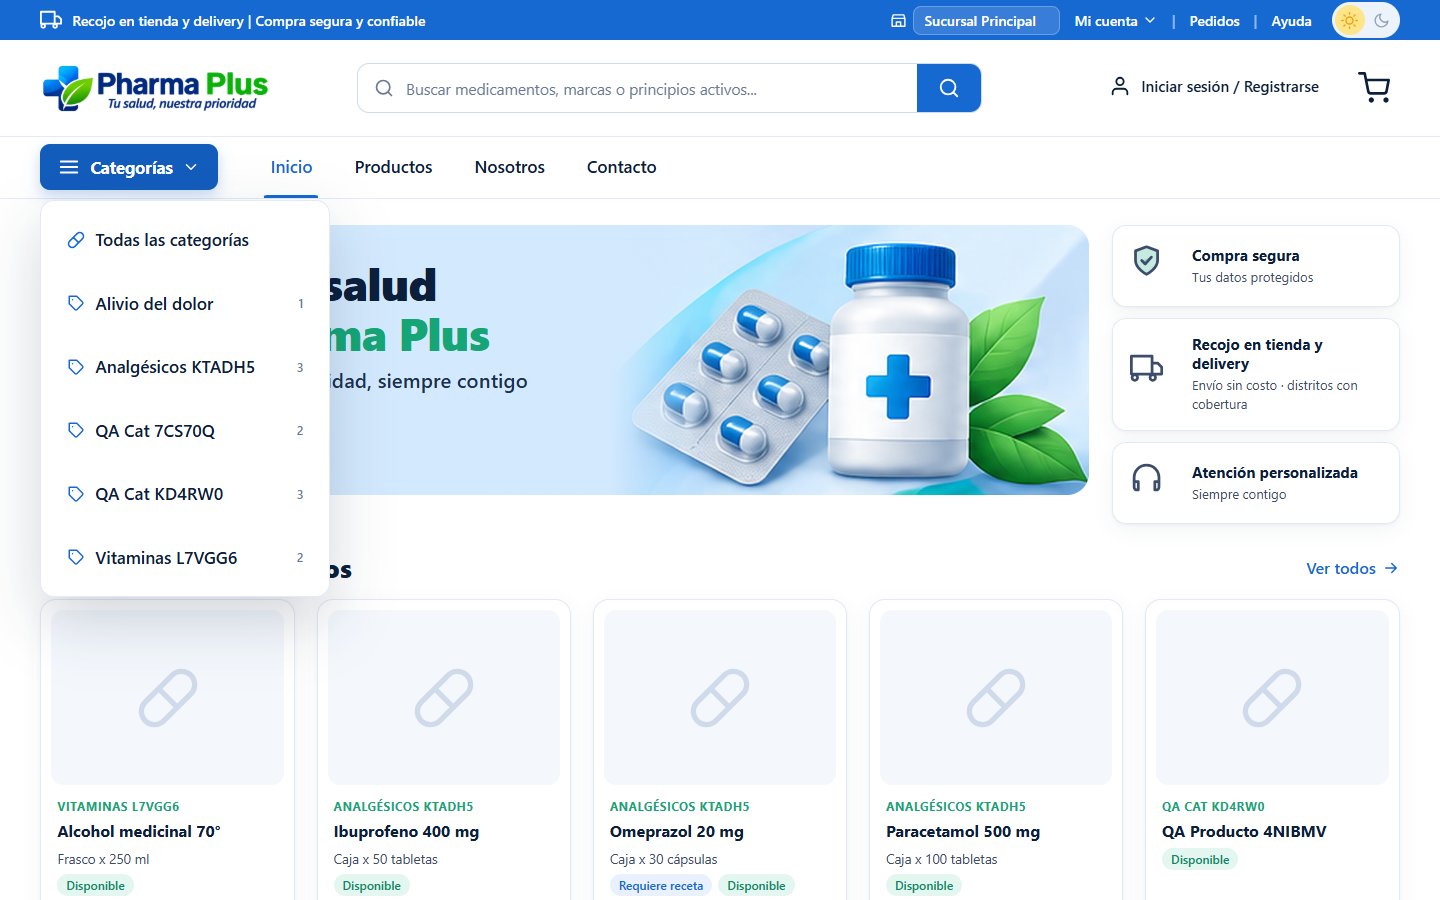 Recojo en tienda y delivery | Compra segura y confiable
Sucursal Principal
Mi cuenta
|
Pedidos
|
Ayuda
Pharma Plus
Tu salud, nuestra prioridad
Buscar medicamentos, marcas o principios activos...
Iniciar sesión / Registrarse
Categorías
Inicio
Productos
Nosotros
Contacto
Todas las categorías
Alivio del dolor 1
Analgésicos KTADH5 3
QA Cat 7CS70Q 2
QA Cat KD4RW0 3
Vitaminas L7VGG6 2
salud
ma Plus
idad, siempre contigo
Compra segura
Tus datos protegidos
Recojo en tienda y
delivery
Envío sin costo · distritos con
cobertura
Atención personalizada
Siempre contigo
os
Ver todos
VITAMINAS L7VGG6
Alcohol medicinal 70°
Frasco x 250 ml
Disponible
ANALGÉSICOS KTADH5
Ibuprofeno 400 mg
Caja x 50 tabletas
Disponible
ANALGÉSICOS KTADH5
Omeprazol 20 mg
Caja x 30 cápsulas
Requiere receta
Disponible
ANALGÉSICOS KTADH5
Paracetamol 500 mg
Caja x 100 tabletas
Disponible
QA CAT KD4RW0
QA Producto 4NIBMV
Disponible